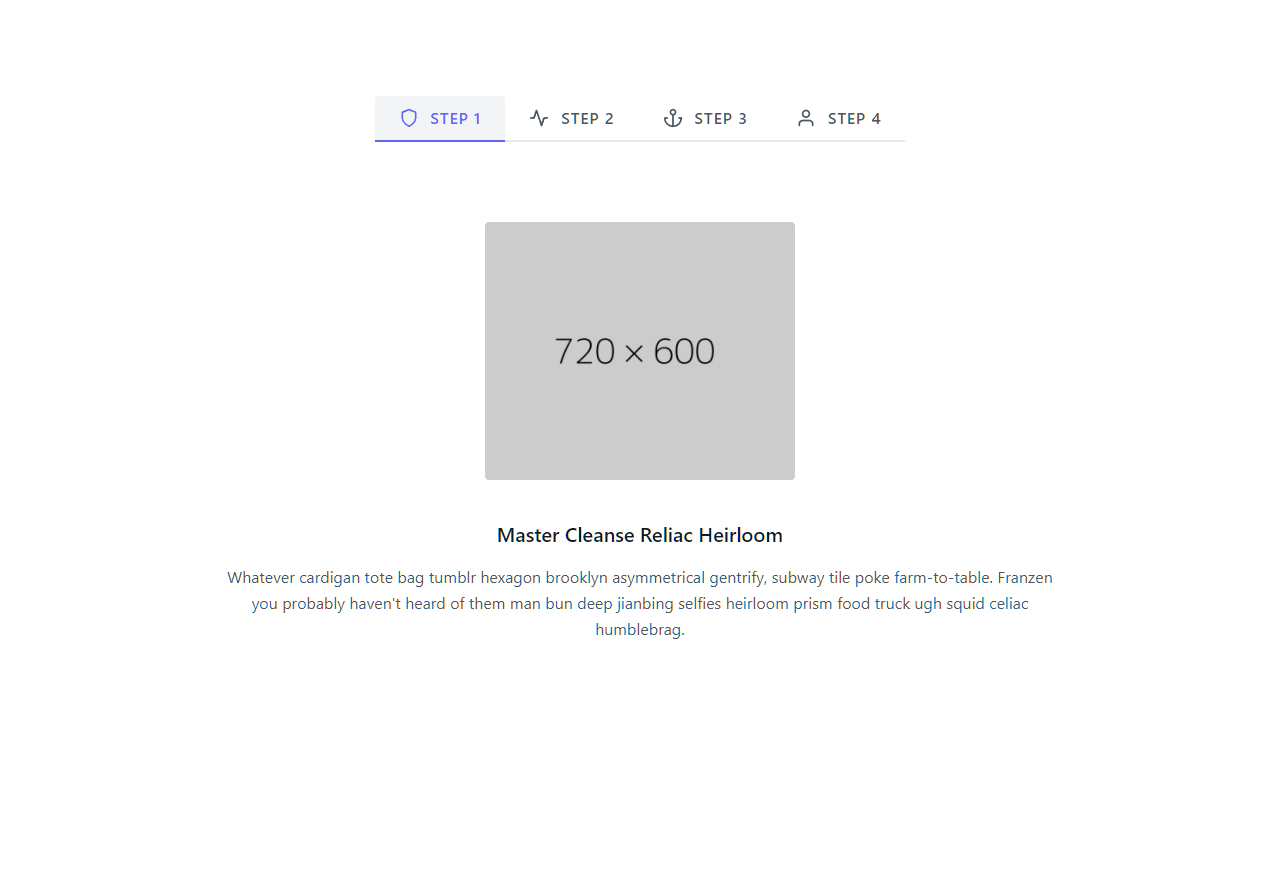 STEP 1 STEP 2 STEP 3 STEP 4
720 × 600
Master Cleanse Reliac Heirloom
Whatever cardigan tote bag tumblr hexagon brooklyn asymmetrical gentrify, subway tile poke farm-to-table. Franzen
you probably haven't heard of them man bun deep jianbing selfies heirloom prism food truck ugh squid celiac
humblebrag.